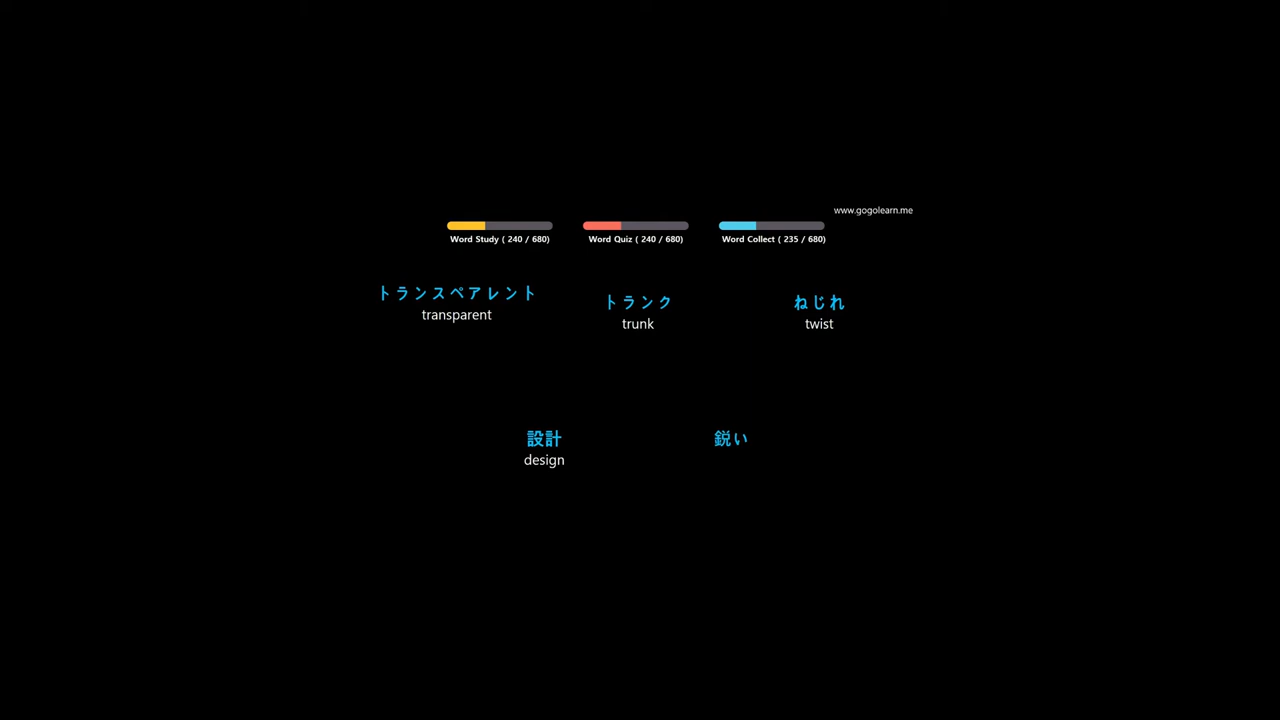 www.gogolearn.me
Word Study ( 240 / 680)
Word Quiz ( 240 / 680)
Word Collect ( 235 / 680)
トランスペアレント
transparent
トランク
trunk
ねじれ
twist
設計
design
鋭い